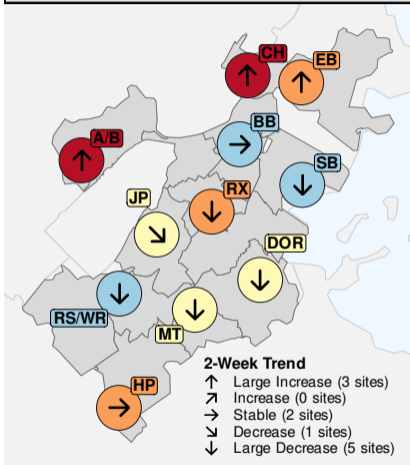 CH
EB
BB
A/B
SB
RX
JP
DOR
RS/WR
MT
HP
2-Week Trend
↑ Large Increase (3 sites)
↗ Increase (0 sites)
→ Stable (2 sites)
↘ Decrease (1 sites)
↓ Large Decrease (5 sites)